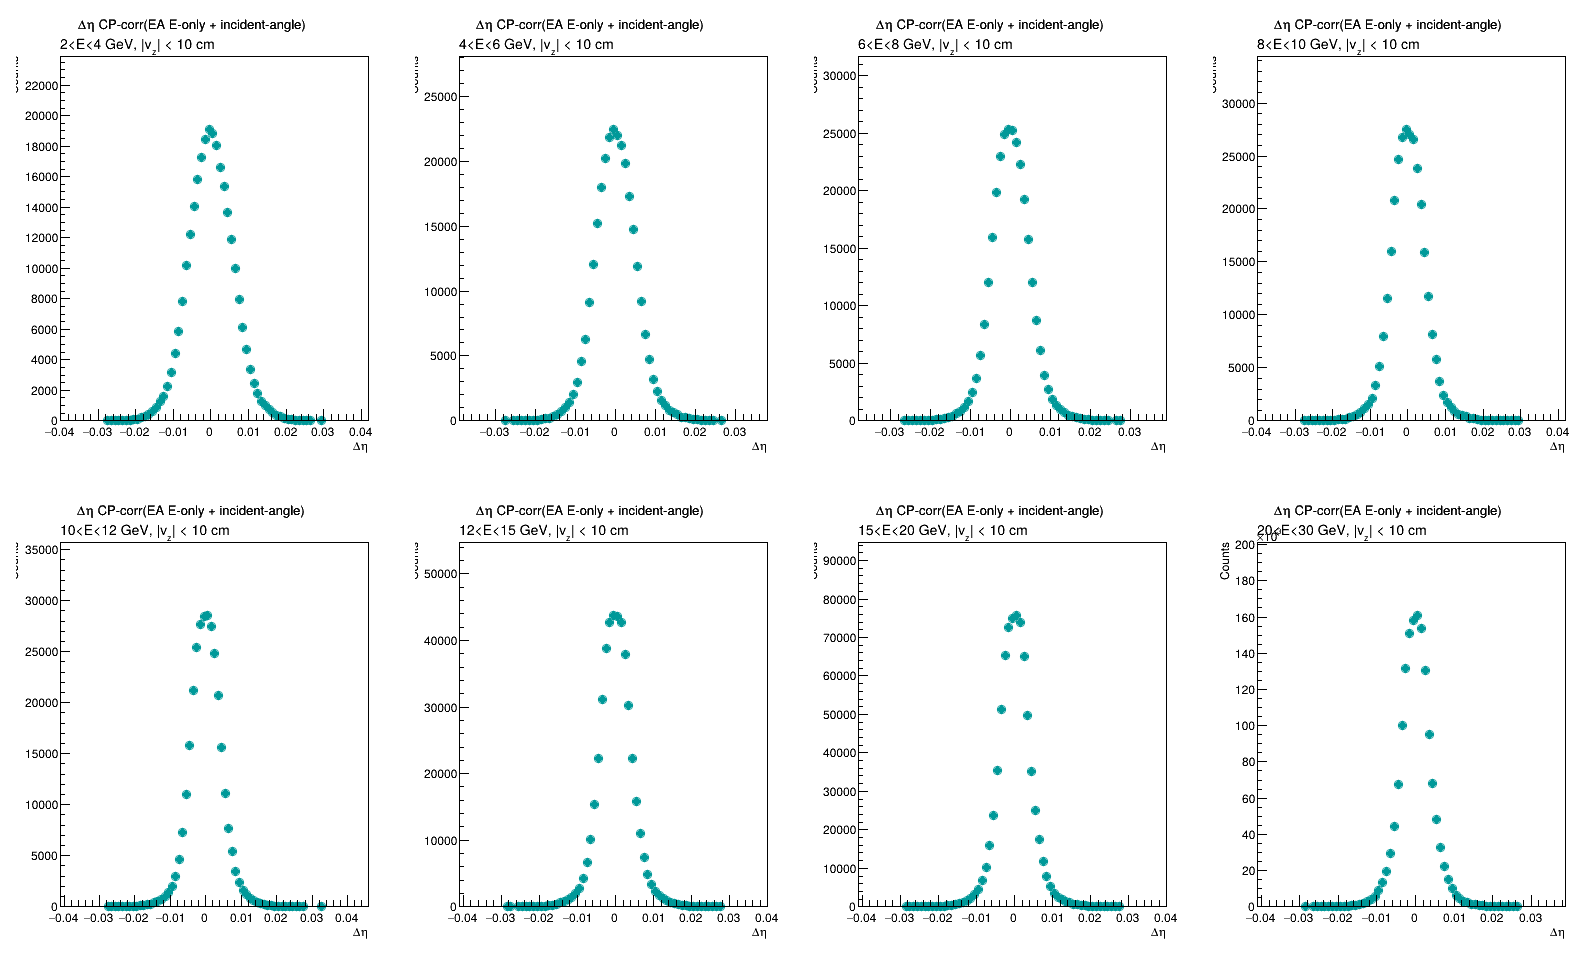 Δη CP-corr(EA E-only + incident-angle)
2<E<4 GeV, |v_z| < 10 cm
22000
20000
18000
16000
14000
12000
10000
8000
6000
4000
2000
0
−0.04 −0.03 −0.02 −0.01 0 0.01 0.02 0.03 0.04
Δη
Δη CP-corr(EA E-only + incident-angle)
4<E<6 GeV, |v_z| < 10 cm
25000
20000
15000
10000
5000
0
−0.03 −0.02 −0.01 0 0.01 0.02 0.03
Δη
Δη CP-corr(EA E-only + incident-angle)
6<E<8 GeV, |v_z| < 10 cm
30000
25000
20000
15000
10000
5000
0
−0.03 −0.02 −0.01 0 0.01 0.02 0.03
Δη
Δη CP-corr(EA E-only + incident-angle)
8<E<10 GeV, |v_z| < 10 cm
30000
25000
20000
15000
10000
5000
0
−0.04 −0.03 −0.02 −0.01 0 0.01 0.02 0.03 0.04
Δη
Δη CP-corr(EA E-only + incident-angle)
10<E<12 GeV, |v_z| < 10 cm
35000
30000
25000
20000
15000
10000
5000
0
−0.04 −0.03 −0.02 −0.01 0 0.01 0.02 0.03 0.04
Δη
Δη CP-corr(EA E-only + incident-angle)
12<E<15 GeV, |v_z| < 10 cm
50000
40000
30000
20000
10000
0
−0.04 −0.03 −0.02 −0.01 0 0.01 0.02 0.03 0.04
Δη
Δη CP-corr(EA E-only + incident-angle)
15<E<20 GeV, |v_z| < 10 cm
90000
80000
70000
60000
50000
40000
30000
20000
10000
0
−0.04 −0.03 −0.02 −0.01 0 0.01 0.02 0.03 0.04
Δη
Δη CP-corr(EA E-only + incident-angle)
20<E<30 GeV, |v_z| < 10 cm
Counts
200
180
160
140
120
100
80
60
40
20
0
−0.04 −0.03 −0.02 −0.01 0 0.01 0.02 0.03
Δη